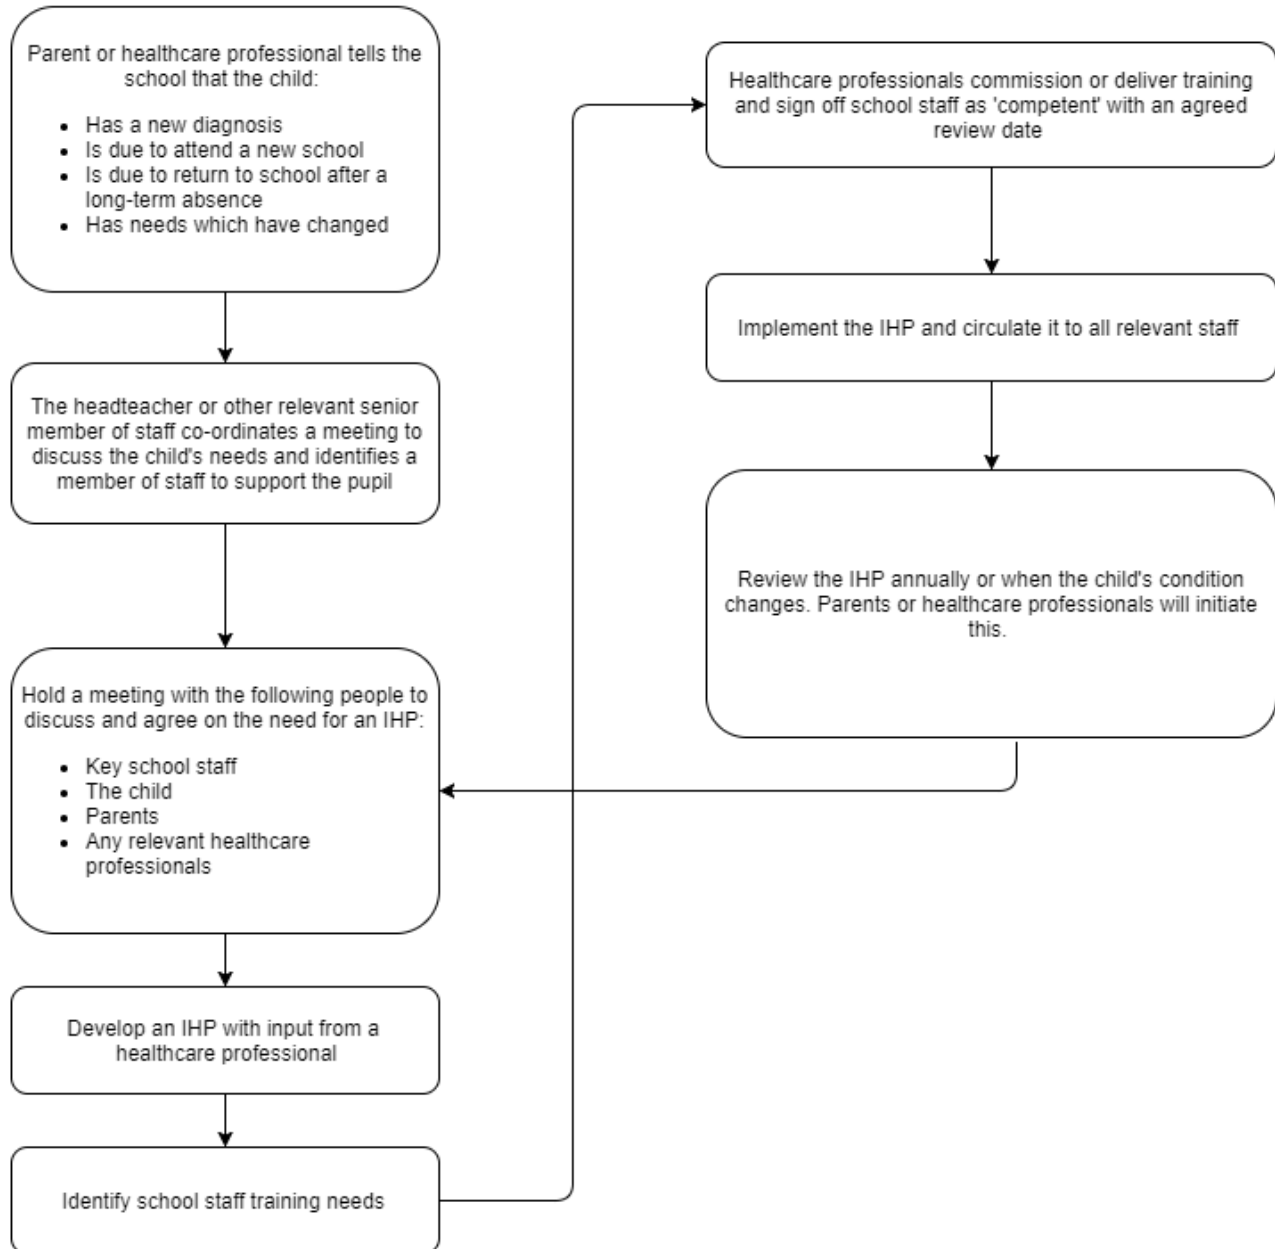 Parent or healthcare professional tells the
school that the child:
• Has a new diagnosis
• Is due to attend a new school
• Is due to return to school after a
long-term absence
• Has needs which have changed
The headteacher or other relevant senior
member of staff co-ordinates a meeting to
discuss the child's needs and identifies a
member of staff to support the pupil
Hold a meeting with the following people to
discuss and agree on the need for an IHP:
• Key school staff
• The child
• Parents
• Any relevant healthcare
professionals
Develop an IHP with input from a
healthcare professional
Identify school staff training needs
Healthcare professionals commission or deliver training
and sign off school staff as 'competent' with an agreed
review date
Implement the IHP and circulate it to all relevant staff
Review the IHP annually or when the child's condition
changes. Parents or healthcare professionals will initiate
this.